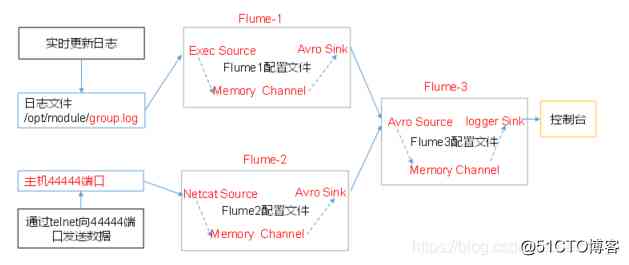 Flume-1
实时更新日志
Exec Source
Avro Sink
Flume1配置文件
Memory Channel
日志文件
/opt/module/group.log
Flume-3
Avro Source
logger Sink
Flume3配置文件
Memory Channel
控制台
Flume-2
主机44444端口
Netcat Source
Avro Sink
Flume2配置文件
Memory Channel
通过telnet向44444端
口发送数据
@51CTO博客